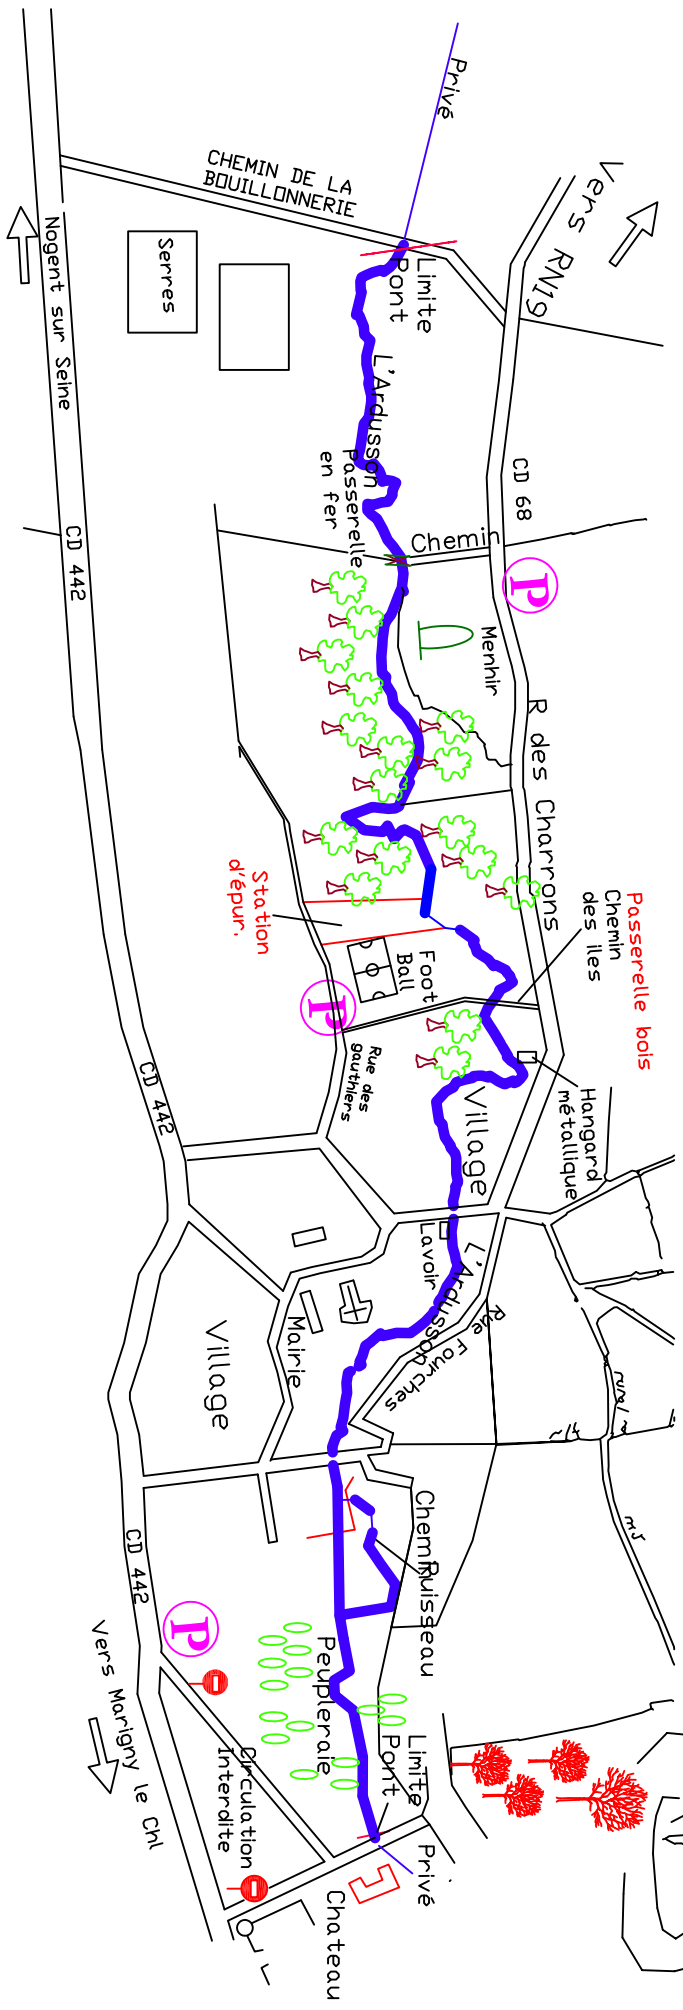 Privé
CHEMIN DE LA
BOUILLONNERIE
Vers RN19
Nogent sur Seine
Serres
Limite
Pont
L'Ardusson
Passerelle
en fer
CD 68
CD 442
Chemin
P
Menhir
R des Charrons
Station
d'épur.
Foot
Ball
P
Passerelle bois
Chemin
des iles
Hangard
métallique
Rue des
gauthiers
CD 442
Village
Lavoir
L'Ardusson
Rue Fourches
Mairie
Village
rural
CD 442
Chemin
Ruisseau
P
Peupleraie
Vers Marigny le Chl
Circulation
Interdite
Limite
Pont
Privé
Chateau